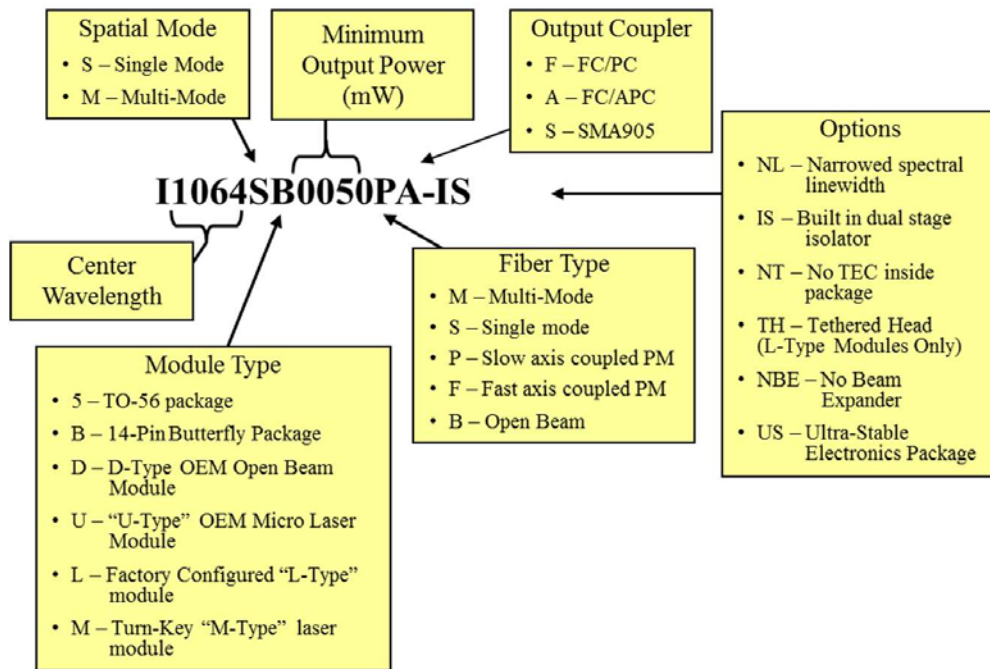 Spatial Mode
• S – Single Mode
• M – Multi-Mode
Minimum
Output Power
(mW)
Output Coupler
• F – FC/PC
• A – FC/APC
• S – SMA905
Options
• NL – Narrowed spectral
linewidth
• IS – Built in dual stage
isolator
• NT – No TEC inside
package
• TH – Tethered Head
(L-Type Modules Only)
• NBE – No Beam
Expander
• US – Ultra-Stable
Electronics Package
I1064SB0050PA-IS
Center
Wavelength
Fiber Type
• M – Multi-Mode
• S – Single mode
• P – Slow axis coupled PM
• F – Fast axis coupled PM
• B – Open Beam
Module Type
• 5 – TO-56 package
• B – 14-Pin Butterfly Package
• D – D-Type OEM Open Beam
Module
• U – “U-Type” OEM Micro Laser
Module
• L – Factory Configured “L-Type”
module
• M – Turn-Key “M-Type” laser
module